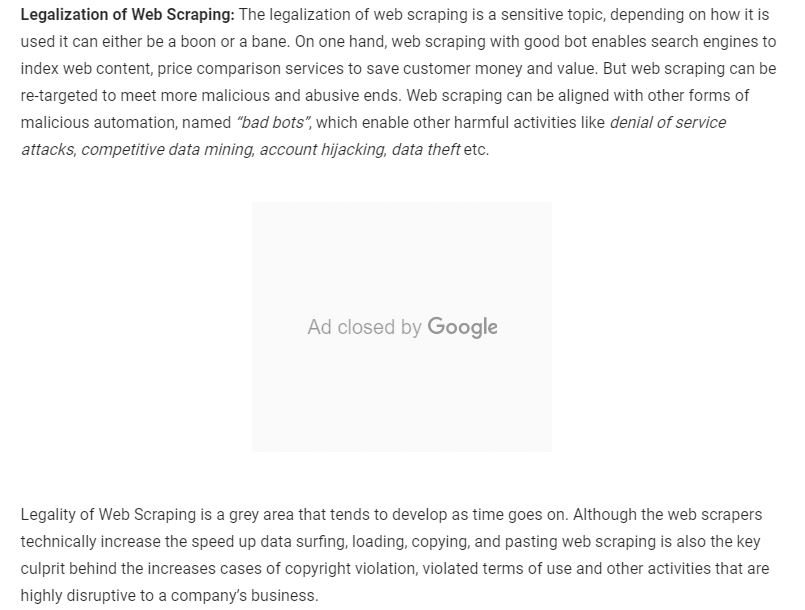 Legalization of Web Scraping: The legalization of web scraping is a sensitive topic, depending on how it is
used it can either be a boon or a bane. On one hand, web scraping with good bot enables search engines to
index web content, price comparison services to save customer money and value. But web scraping can be
re-targeted to meet more malicious and abusive ends. Web scraping can be aligned with other forms of
malicious automation, named “bad bots”, which enable other harmful activities like denial of service
attacks, competitive data mining, account hijacking, data theft etc.
Ad closed by Google
Legality of Web Scraping is a grey area that tends to develop as time goes on. Although the web scrapers
technically increase the speed up data surfing, loading, copying, and pasting web scraping is also the key
culprit behind the increases cases of copyright violation, violated terms of use and other activities that are
highly disruptive to a company’s business.